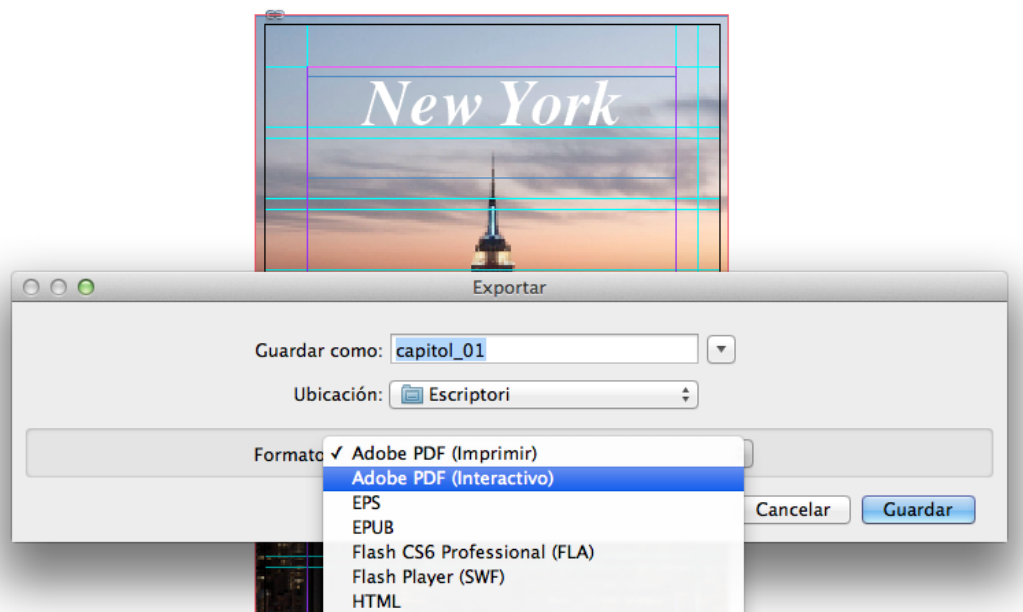 New York
Exportar
Guardar como: capitol_01
Ubicación: Escriptori
Formato ✓ Adobe PDF (Imprimir)
Adobe PDF (Interactivo)
EPS
EPUB
Flash CS6 Professional (FLA)
Flash Player (SWF)
HTML
Cancelar Guardar